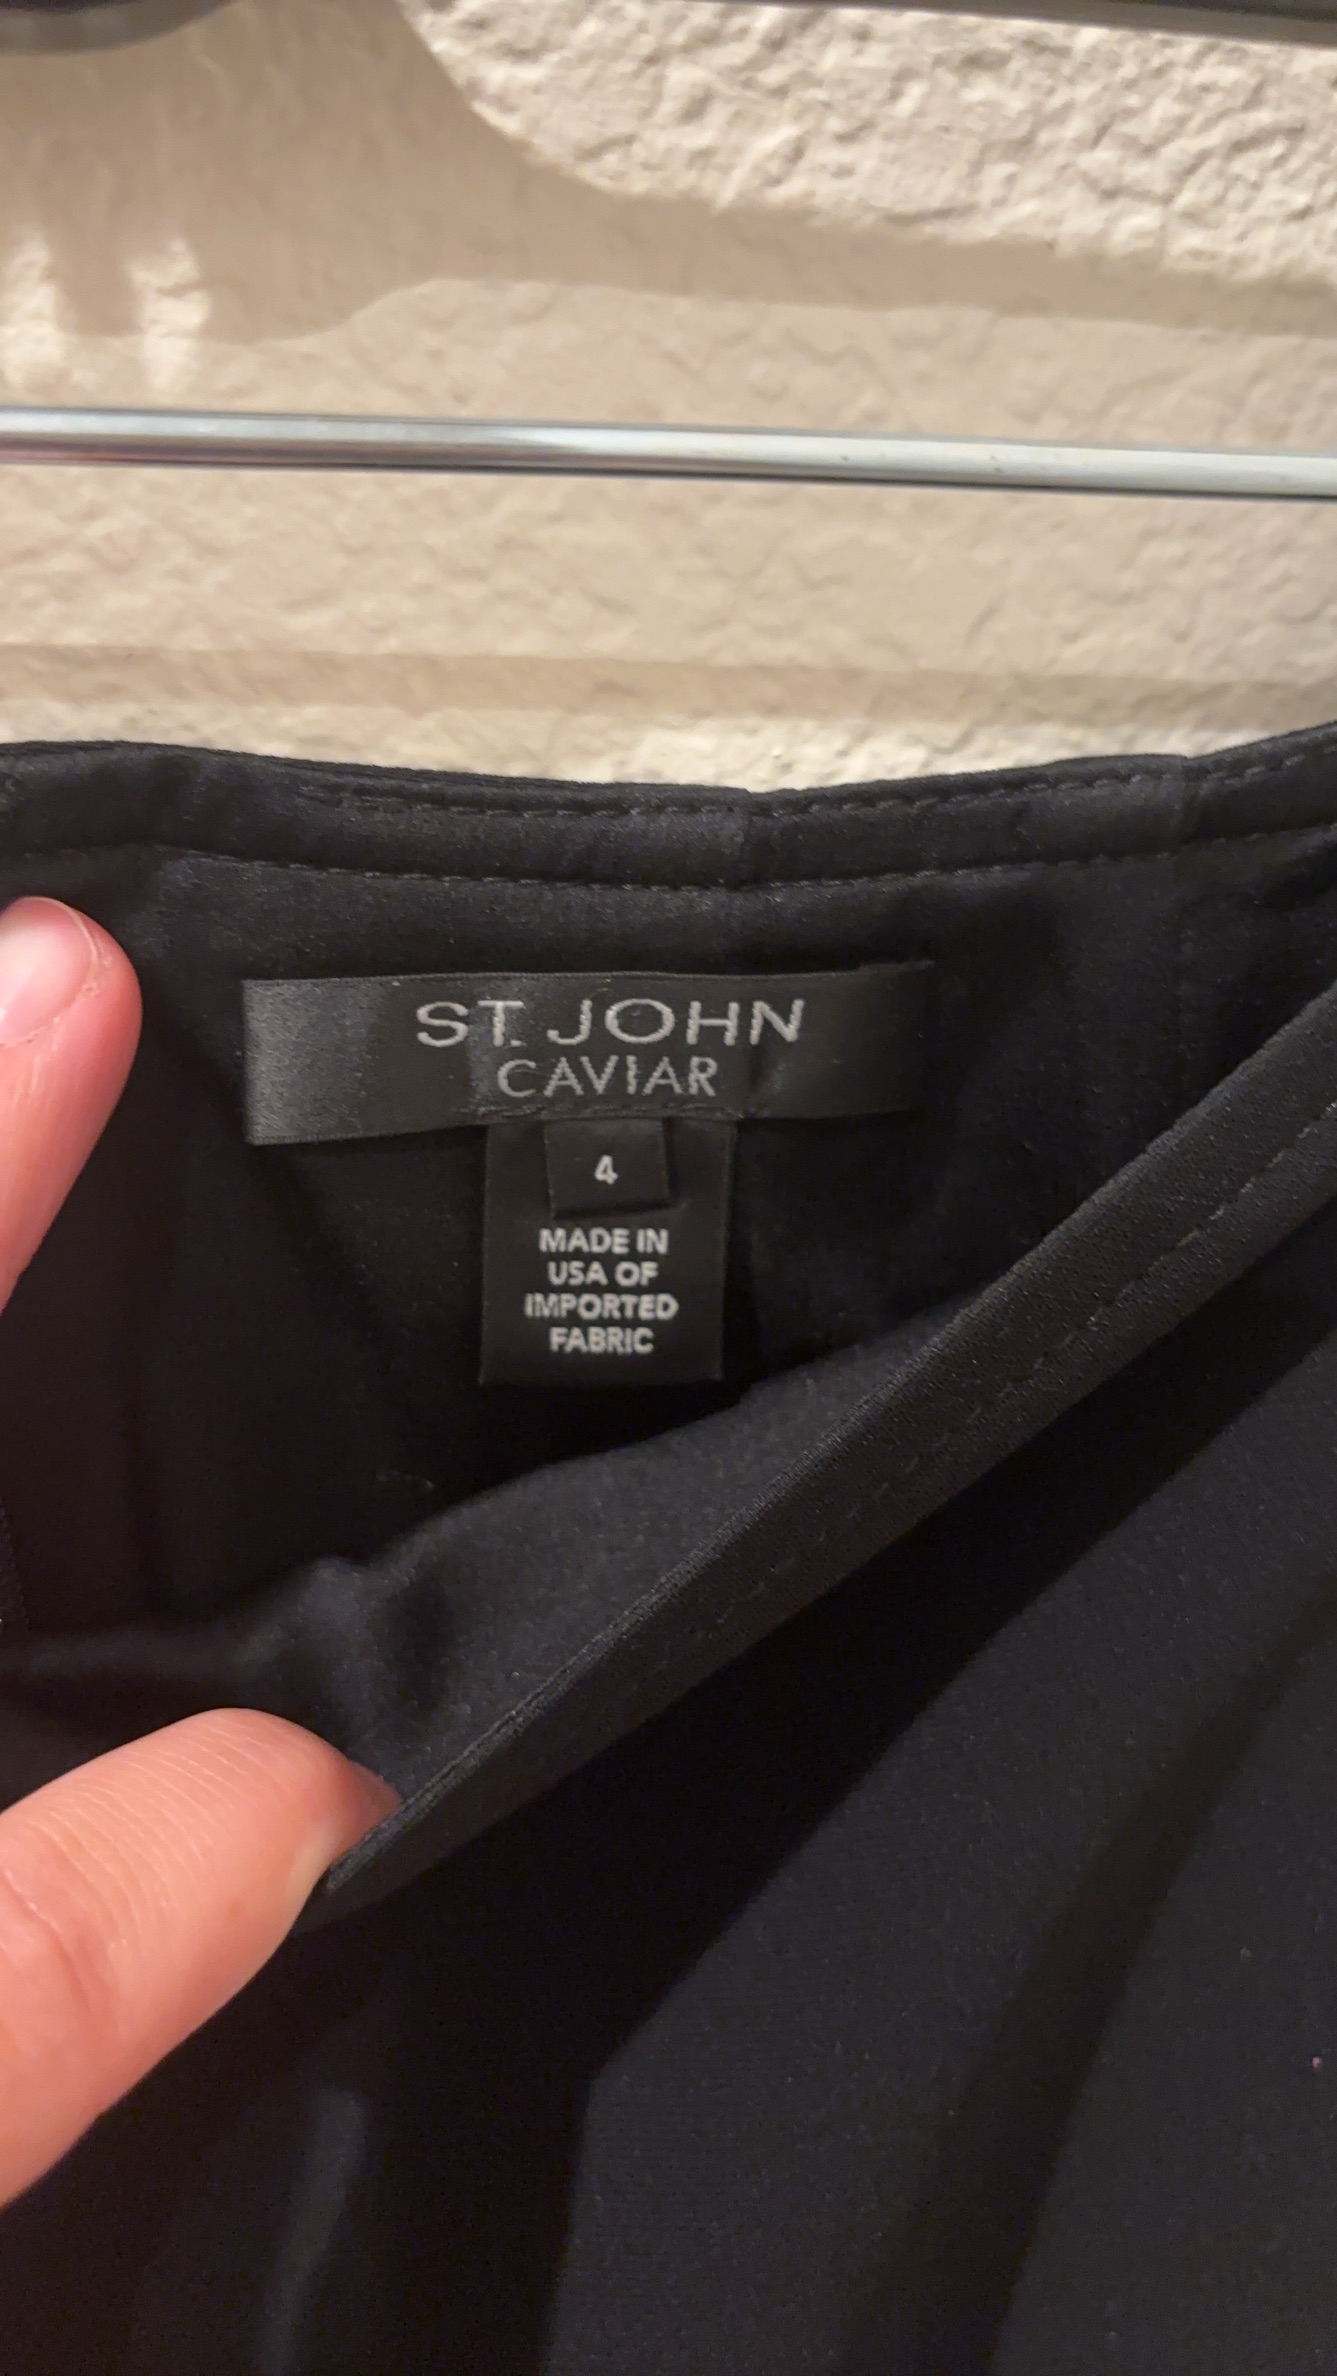 ST. JOHN
CAVIAR
4
MADE IN
USA OF
IMPORTED
FABRIC